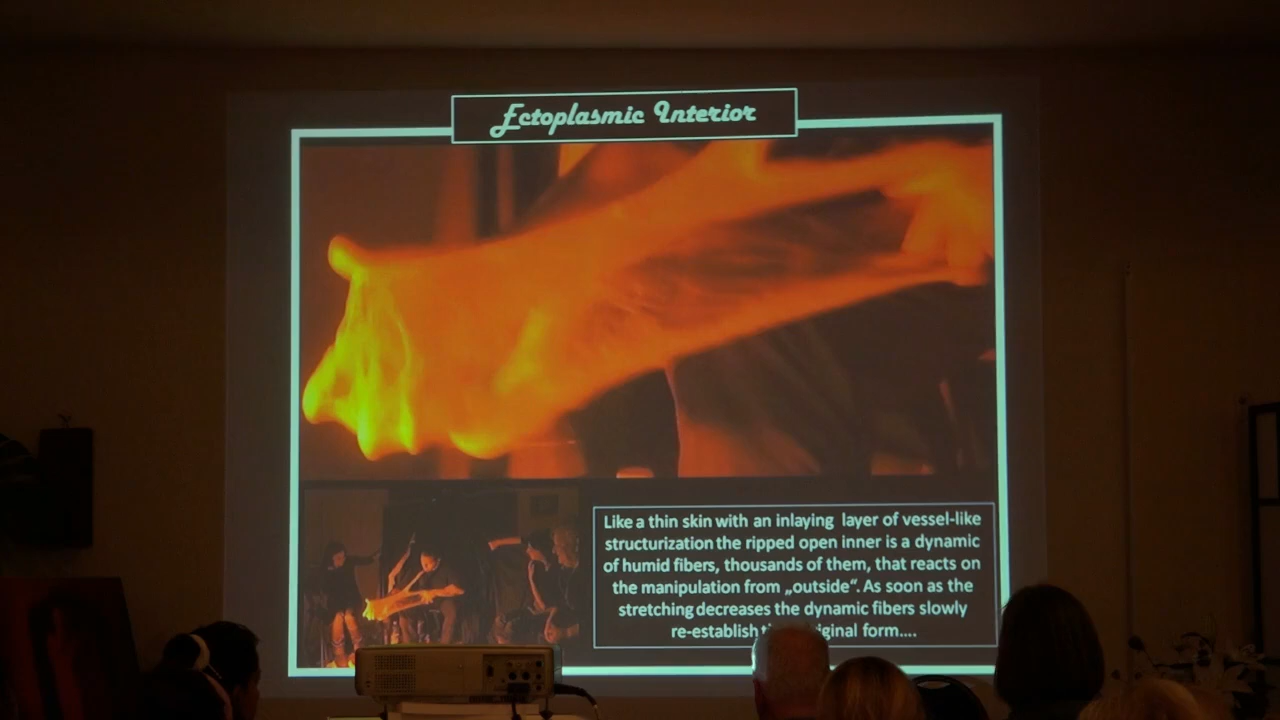 Ectoplasmic Interior
Like a thin skin with an inlaying layer of vessel-like
structurization the ripped open inner is a dynamic
of humid fibers, thousands of them, that reacts on
the manipulation from „outside“. As soon as the
stretching decreases the dynamic fibers slowly
re-establish form....